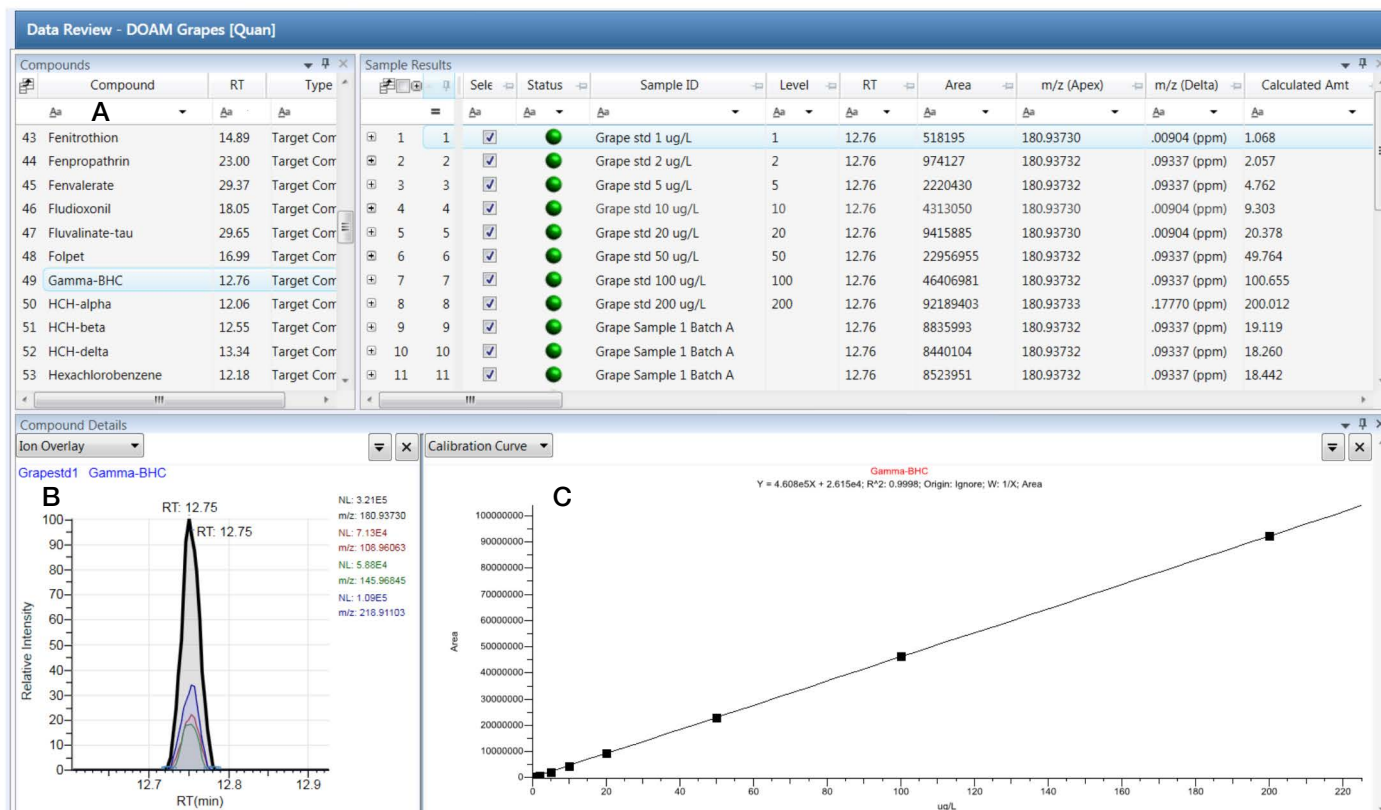 Data Review - DOAM Grapes [Quan]
Compounds
Compound RT Type
A
Aa Aa Aa
43 Fenitrothion 14.89 Target Com
44 Fenpropathrin 23.00 Target Com
45 Fenvalerate 29.37 Target Com
46 Fludioxonil 18.05 Target Com
47 Fluvalinate-tau 29.65 Target Com
48 Folpet 16.99 Target Com
49 Gamma-BHC 12.76 Target Com
50 HCH-alpha 12.06 Target Com
51 HCH-beta 12.55 Target Com
52 HCH-delta 13.34 Target Com
53 Hexachlorobenzene 12.18 Target Com
Sample Results
Sele Status Sample ID Level RT Area m/z (Apex) m/z (Delta) Calculated Amt
= Aa Aa Aa Aa Aa Aa Aa Aa Aa
1 1 Grape std 1 ug/L 1 12.76 518195 180.93730 .00904 (ppm) 1.068
2 2 Grape std 2 ug/L 2 12.76 974127 180.93732 .09337 (ppm) 2.057
3 3 Grape std 5 ug/L 5 12.76 2220430 180.93732 .09337 (ppm) 4.762
4 4 Grape std 10 ug/L 10 12.76 4313050 180.93730 .00904 (ppm) 9.303
5 5 Grape std 20 ug/L 20 12.76 9415885 180.93730 .00904 (ppm) 20.378
6 6 Grape std 50 ug/L 50 12.76 22956955 180.93732 .09337 (ppm) 49.764
7 7 Grape std 100 ug/L 100 12.76 46406981 180.93732 .09337 (ppm) 100.655
8 8 Grape std 200 ug/L 200 12.76 92189403 180.93733 .17770 (ppm) 200.012
9 9 Grape Sample 1 Batch A 12.76 8835993 180.93732 .09337 (ppm) 19.119
10 10 Grape Sample 1 Batch A 12.76 8440104 180.93732 .09337 (ppm) 18.260
11 11 Grape Sample 1 Batch A 12.76 8523951 180.93732 .09337 (ppm) 18.442
Compound Details
Ion Overlay
Grapestd1 Gamma-BHC
B
RT: 12.75
RT: 12.75
NL: 3.21E5
m/z: 180.93730
NL: 7.13E4
m/z: 108.96063
NL: 5.88E4
m/z: 145.96845
NL: 1.09E5
m/z: 218.91103
Relative Intensity
100
90
80
70
60
50
40
30
20
10
0
12.7 12.8 12.9
RT(min)
Calibration Curve
C
Gamma-BHC
Y = 4.608e5X + 2.615e4; R^2: 0.9998; Origin: Ignore; W: 1/X; Area
Area
100000000
90000000
80000000
70000000
60000000
50000000
40000000
30000000
20000000
10000000
0
0 20 40 60 80 100 120 140 160 180 200 220
ug/L